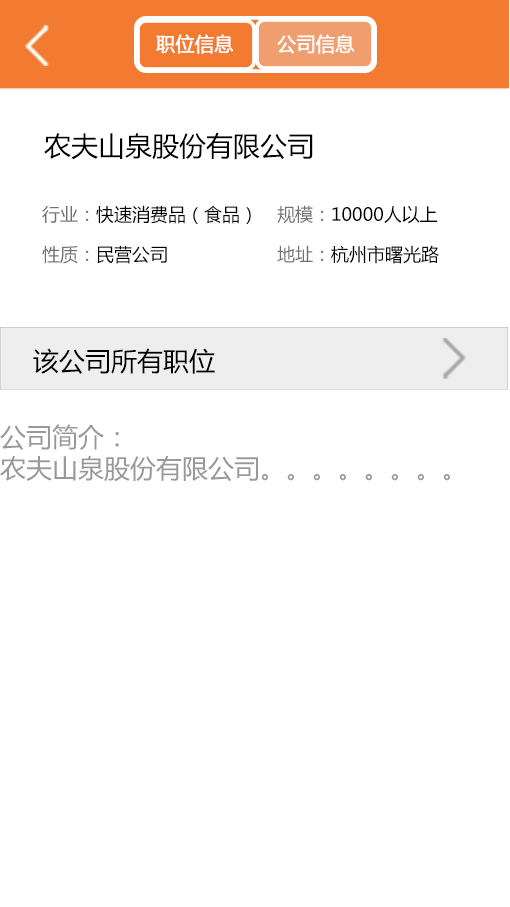 职位信息 公司信息
农夫山泉股份有限公司
行业：快速消费品（食品） 规模：10000人以上
性质：民营公司 地址：杭州市曙光路
该公司所有职位
公司简介：
农夫山泉股份有限公司。。。。。。。。